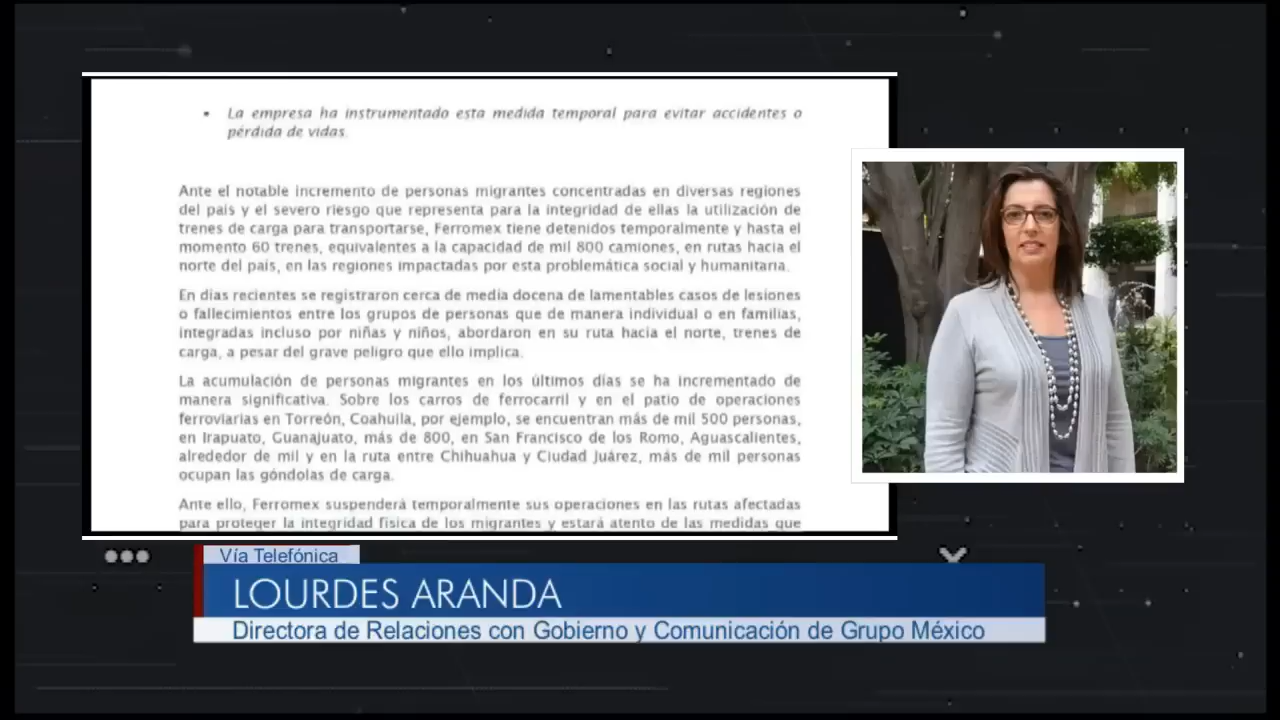 • La empresa ha instrumentado esta medida temporal para evitar accidentes o
pérdida de vidas.
Ante el notable incremento de personas migrantes concentradas en diversas regiones
del país y el severo riesgo que representa para la integridad de ellas la utilización de
trenes de carga para transportarse, Ferromex tiene detenidos temporalmente y hasta el
momento 60 trenes, equivalentes a la capacidad de mil 800 camiones, en rutas hacia el
norte del país, en las regiones impactadas por esta problemática social y humanitaria.
En días recientes se registraron cerca de media docena de lamentables casos de lesiones
o fallecimientos entre los grupos de personas que de manera individual o en familias,
integradas incluso por niñas y niños, abordaron en su ruta hacia el norte, trenes de
carga, a pesar del grave peligro que ello implica.
La acumulación de personas migrantes en los últimos días se ha incrementado de
manera significativa. Sobre los carros de ferrocarril y en el patio de operaciones
ferroviarias en Torreón, Coahuila, por ejemplo, se encuentran más de mil 500 personas,
en Irapuato, Guanajuato, más de 800, en San Francisco de los Romo, Aguascalientes,
alrededor de mil y en la ruta entre Chihuahua y Ciudad Juárez, más de mil personas
ocupan las góndolas de carga.
Ante ello, Ferromex suspenderá temporalmente sus operaciones en las rutas afectadas
para proteger la integridad física de los migrantes y estará atento de las medidas que
Vía Telefónica
LOURDES ARANDA
Directora de Relaciones con Gobierno y Comunicación de Grupo México